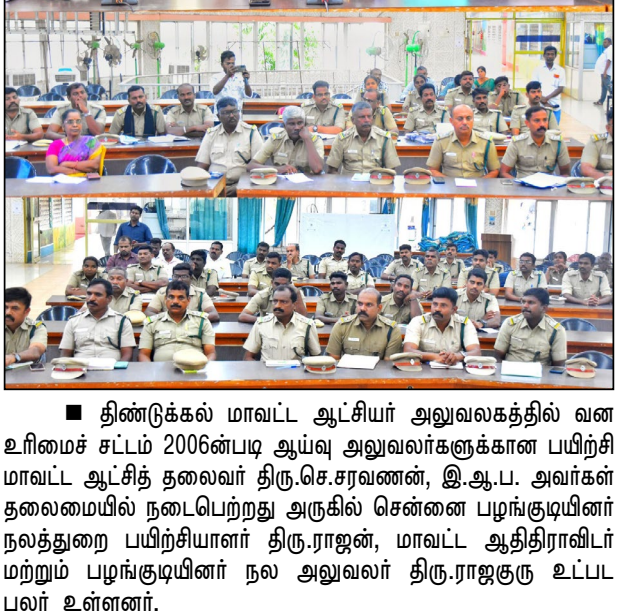 ■ திண்டுக்கல் மாவட்ட ஆட்சியர் அலுவலகத்தில் வன
உரிமைச் சட்டம் 2006ன்படி ஆய்வு அலுவலர்களுக்கான பயிற்சி
மாவட்ட ஆட்சித் தலைவர் திரு.செ.சரவணன், இ.ஆ.ப. அவர்கள்
தலைமையில் நடைபெற்றது அருகில் சென்னை பழங்குடியினர்
நலத்துறை பயிற்சியாளர் திரு.ராஜன், மாவட்ட ஆதிதிராவிடர்
மற்றும் பழங்குடியினர் நல அலுவலர் திரு.ராஜகுரு உட்பட
பலர் உள்ளனர்.